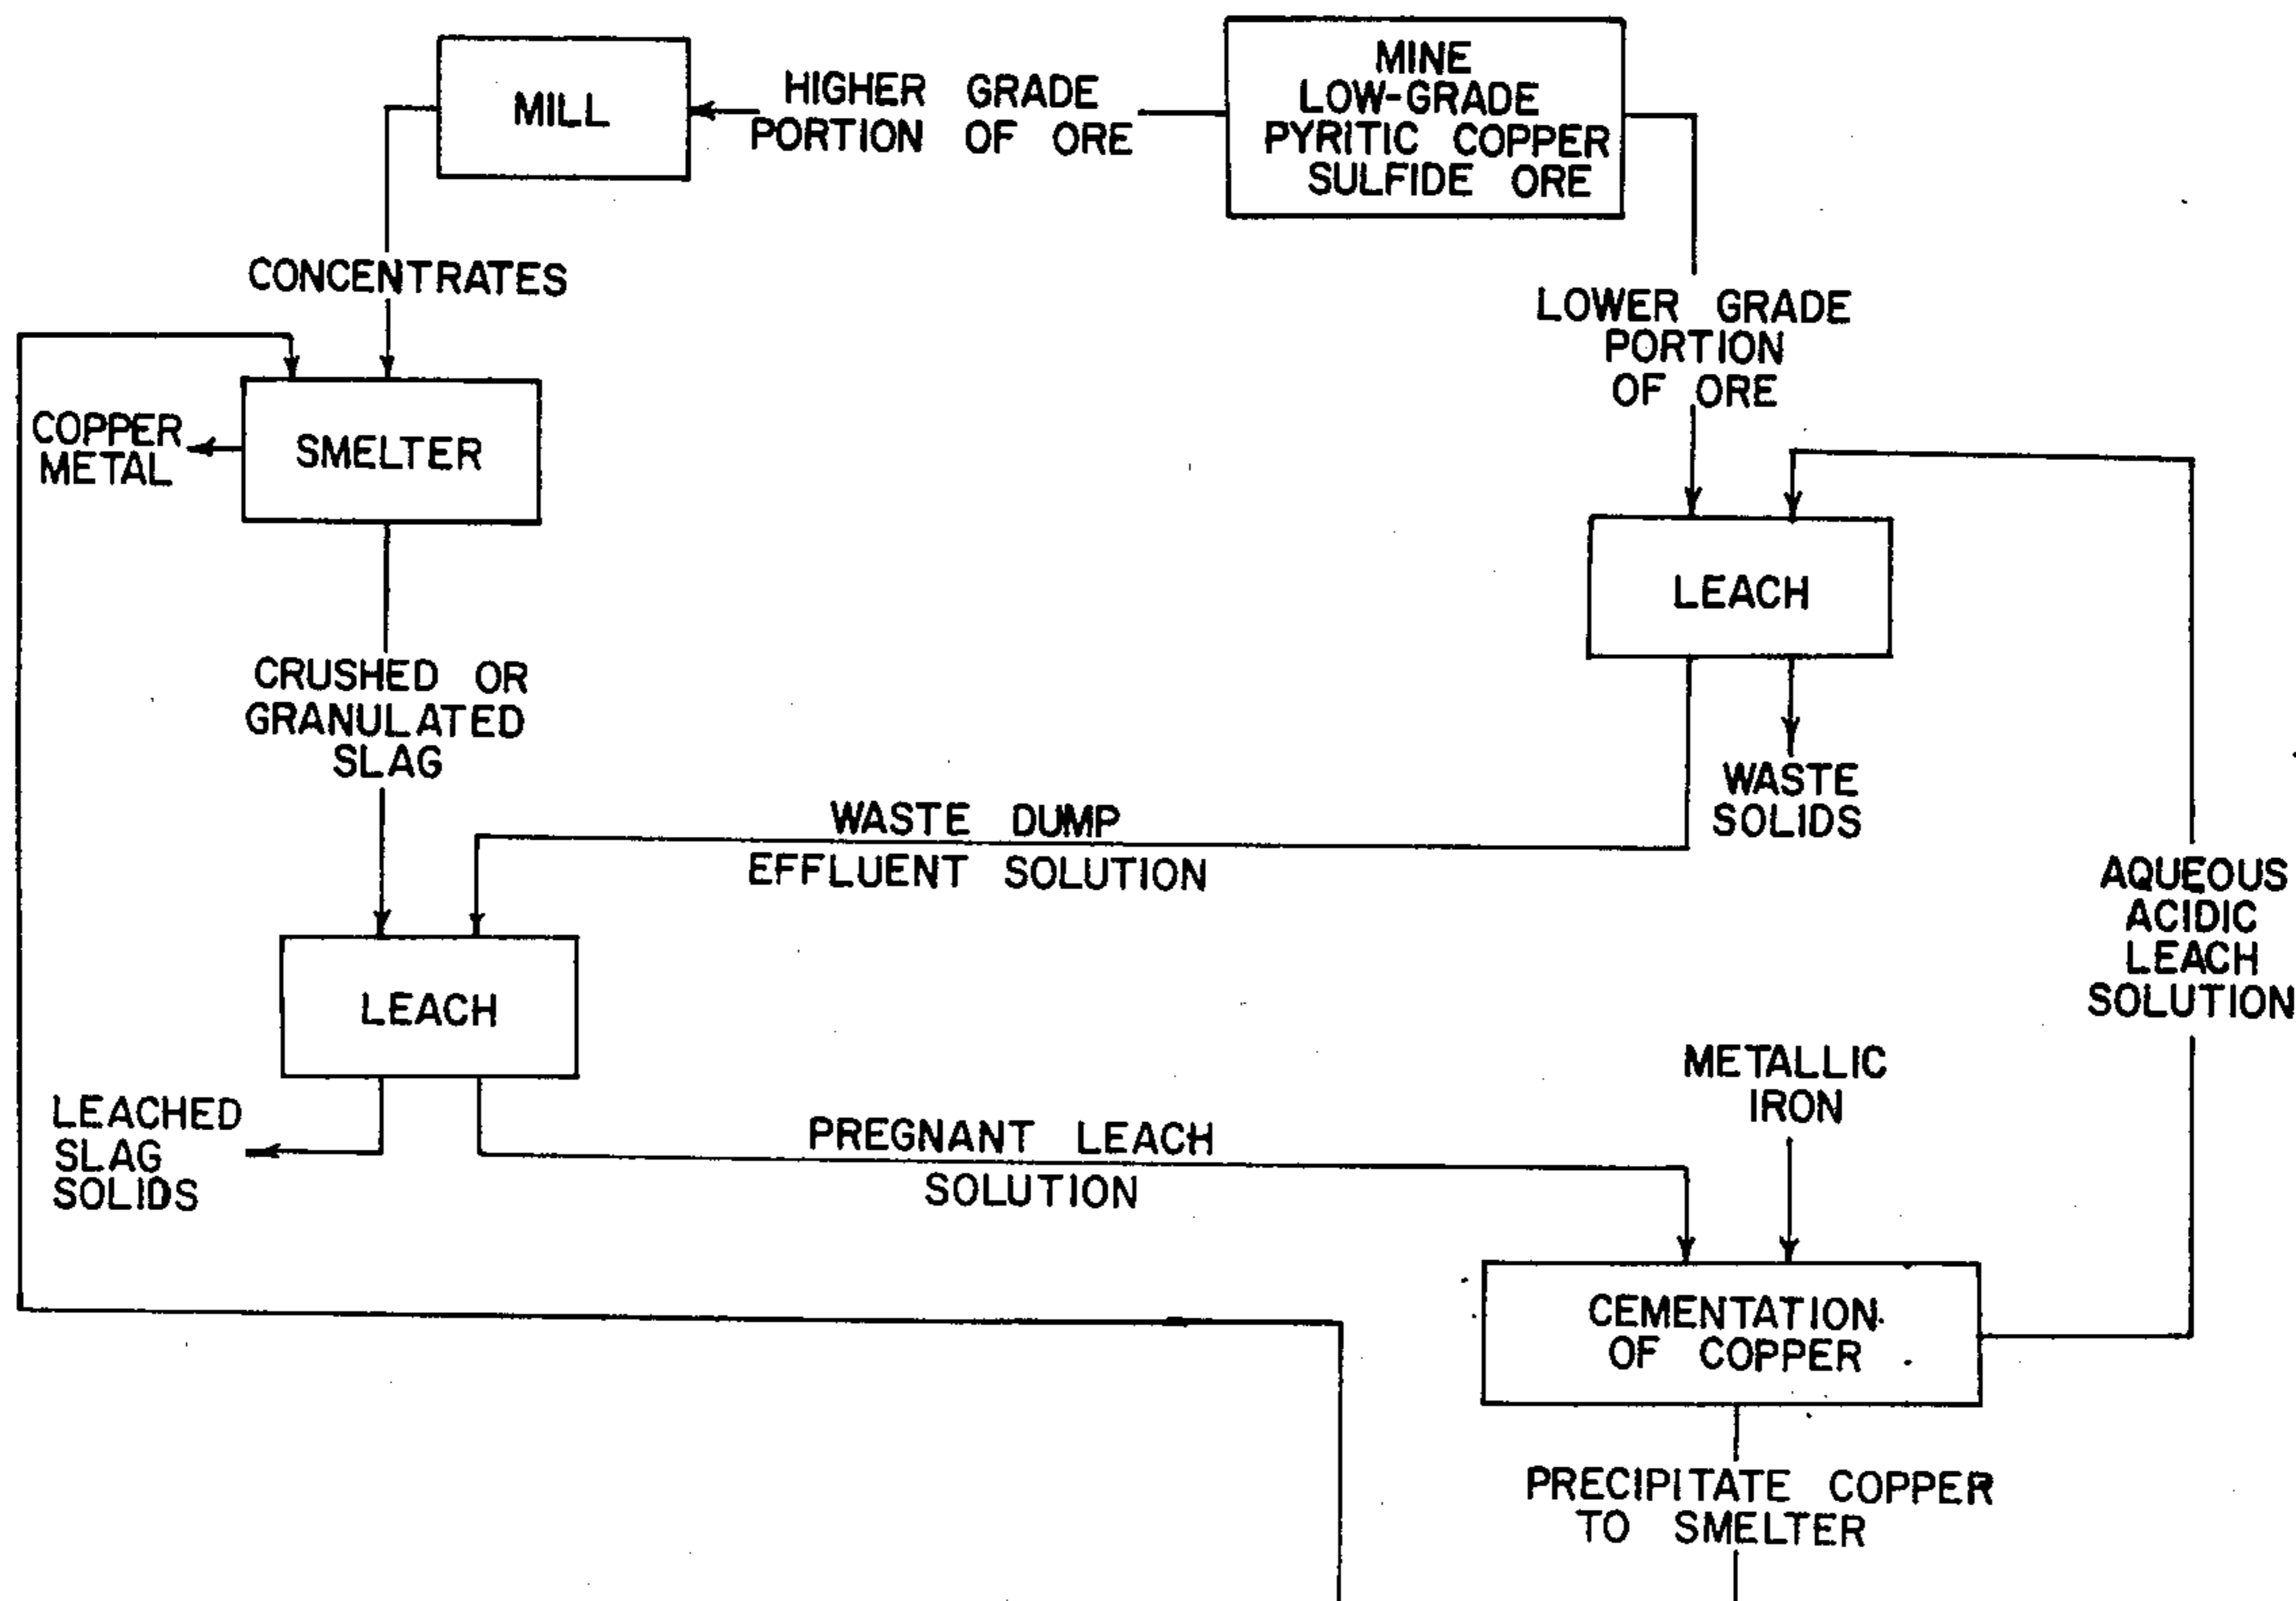 MINE
LOW-GRADE
PYRITIC COPPER
SULFIDE ORE
HIGHER GRADE
PORTION OF ORE
MILL
CONCENTRATES
LOWER GRADE
PORTION
OF ORE
COPPER
METAL
SMELTER
LEACH
CRUSHED OR
GRANULATED
SLAG
WASTE
SOLIDS
WASTE DUMP
EFFLUENT SOLUTION
AQUEOUS
ACIDIC
LEACH
SOLUTION
LEACH
METALLIC
IRON
LEACHED
SLAG
SOLIDS
PREGNANT LEACH
SOLUTION
CEMENTATION
OF COPPER
PRECIPITATE COPPER
TO SMELTER